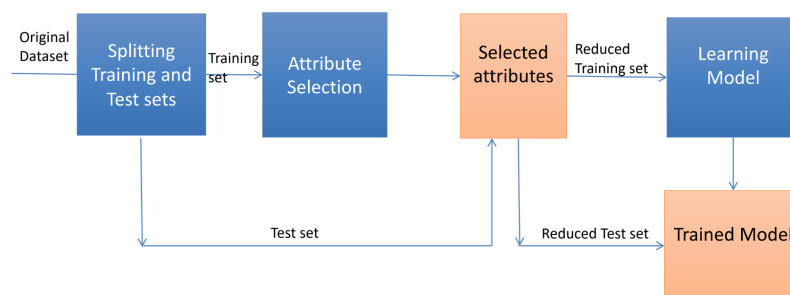 Original
Dataset
Splitting
Training and
Test sets
Training
set
Attribute
Selection
Selected
attributes
Reduced
Training set
Learning
Model
Test set
Reduced Test set
Trained Model